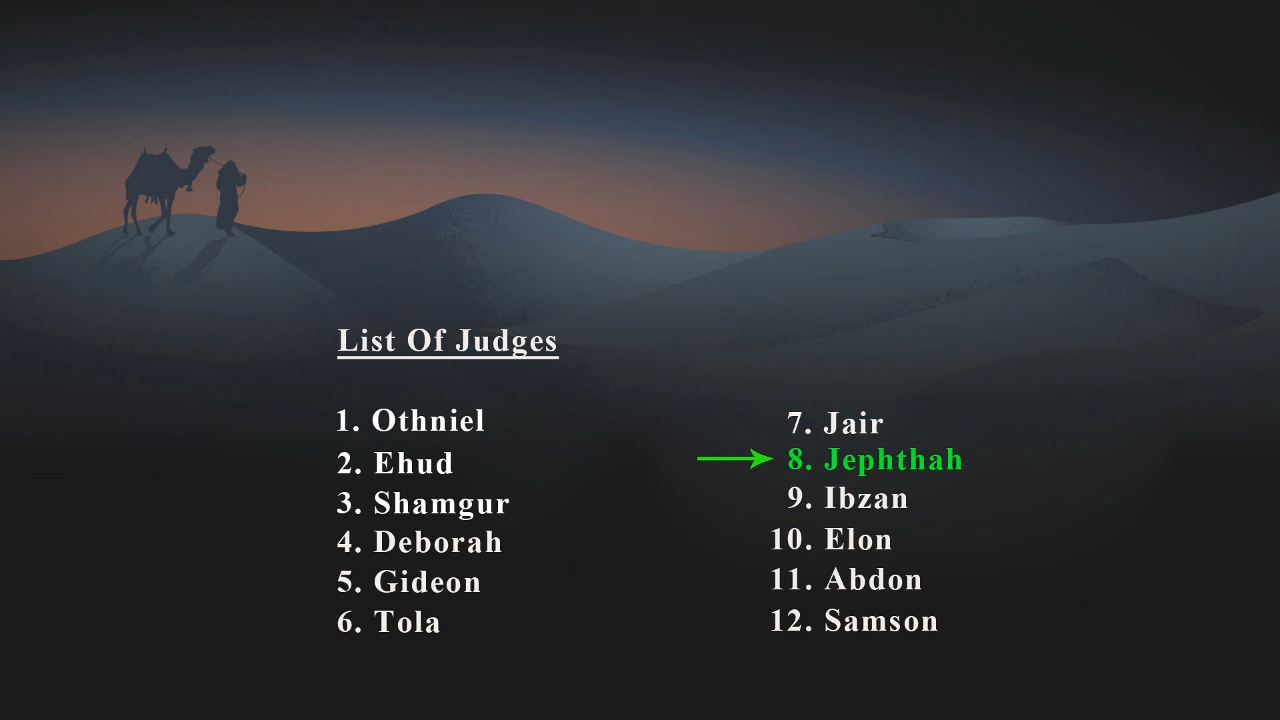 List Of Judges
1. Othniel
2. Ehud
3. Shamgur
4. Deborah
5. Gideon
6. Tola
7. Jair
8. Jephthah
9. Ibzan
10. Elon
11. Abdon
12. Samson